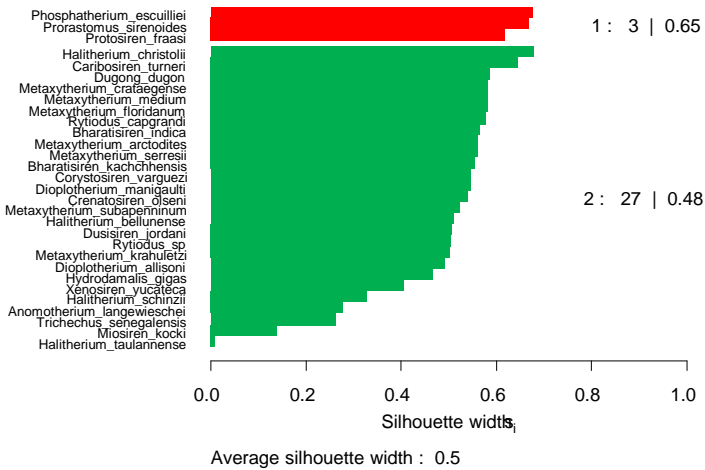 Phosphatherium_escuilliei
Prorastomus_sirenoides
Protosiren_fraasi
1 : 3 | 0.65
Halitherium_christolii
Caribosiren_turneri
Dugong_dugon
Metaxytherium_crataegense
Metaxytherium_medium
Metaxytherium_floridanum
Rytiodus_capgrandi
Bharatisiren_indica
Metaxytherium_arctodites
Metaxytherium_serresii
Bharatisiren_kachchhensis
Corystosiren_varguezi
Dioplotherium_manigaulti
Crenatosiren_olseni
2 : 27 | 0.48
Metaxytherium_subapenninum
Halitherium_bellunense
Dusisiren_jordani
Rytiodus_sp
Metaxytherium_krahuletzi
Dioplotherium_allisoni
Hydrodamalis_gigas
Xenosiren_yucateca
Halitherium_schinzii
Anomotherium_langewieschei
Trichechus_senegalensis
Miosiren_kocki
Halitherium_taulannense
0.0 0.2 0.4 0.6 0.8 1.0
Silhouette width si
Average silhouette width : 0.5